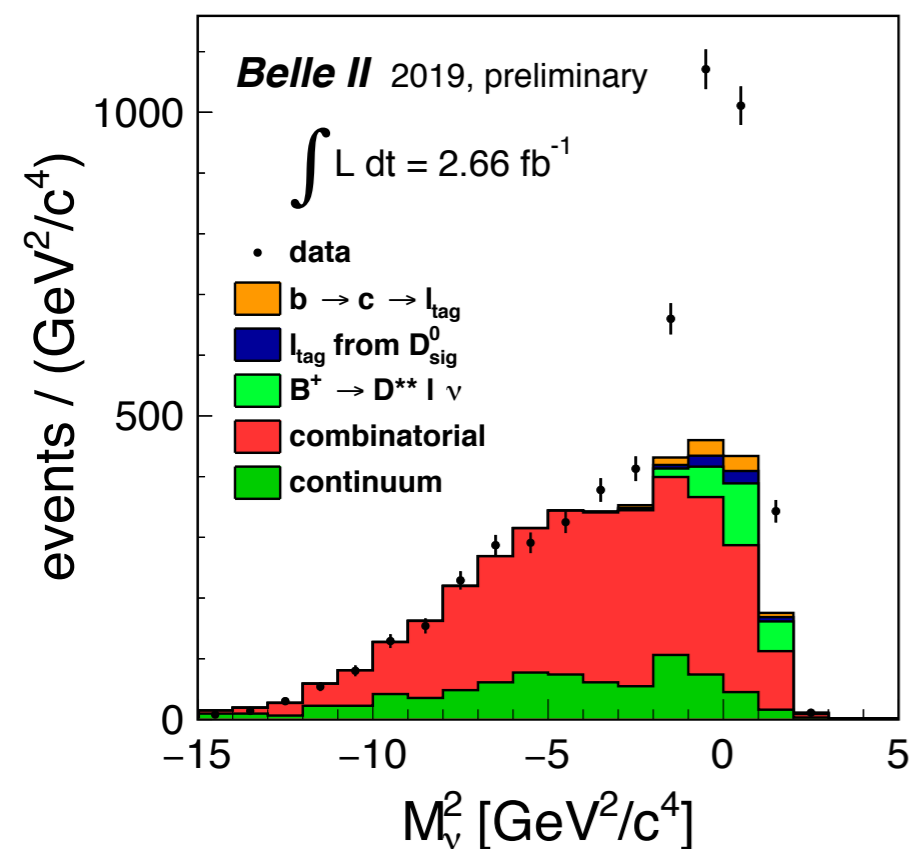 Belle II 2019, preliminary
∫ L dt = 2.66 fb⁻¹
data
b → c → l_tag
l_tag from D⁰_sig
B⁺ → D** l ν
combinatorial
continuum
events / (GeV²/c⁴)
1000
500
0
−15 −10 −5 0 5
M²_ν [GeV²/c⁴]